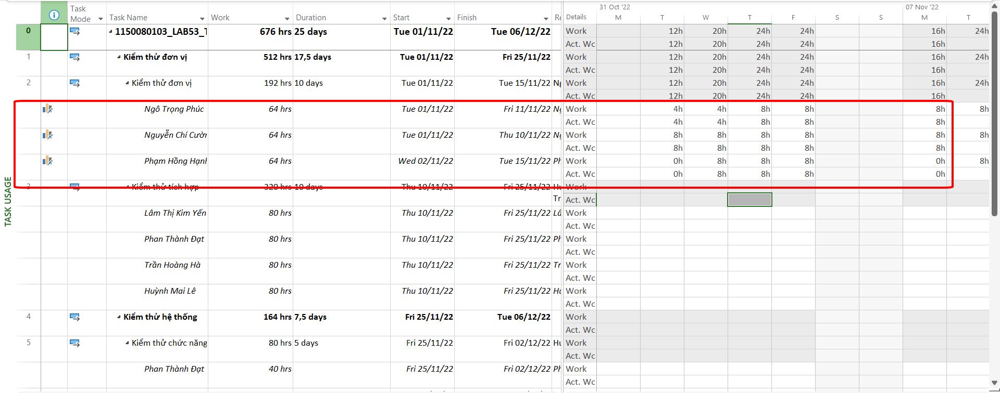 31 Oct '22 07 Nov '22
Task Mode Task Name Work Duration Start Finish Re Details M T W T F S S M T
0 1150080103_LAB53_T 676 hrs 25 days Tue 01/11/22 Tue 06/12/22 Work 12h 20h 24h 24h 16h 24h
Act. Wc 12h 20h 24h 24h 16h
1 Kiểm thử đơn vị 512 hrs 17,5 days Tue 01/11/22 Fri 25/11/22 Work 12h 20h 24h 24h 16h 24h
Act. Wc 12h 20h 24h 24h 16h
2 Kiểm thử đơn vị 192 hrs 10 days Tue 01/11/22 Tue 15/11/22 Ng Work 12h 20h 24h 24h 16h 24h
Act. Wc 12h 20h 24h 24h 16h
Ngô Trọng Phúc 64 hrs Tue 01/11/22 Fri 11/11/22 Ng Work 4h 4h 8h 8h 8h 8h
Act. Wc 4h 4h 8h 8h 8h
Nguyễn Chí Cườn 64 hrs Tue 01/11/22 Thu 10/11/22 Ng Work 8h 8h 8h 8h 8h 8h
Act. Wc 8h 8h 8h 8h 8h
Phạm Hồng Hạnh 64 hrs Wed 02/11/22 Tue 15/11/22 Ph Work 0h 8h 8h 8h 0h 8h
Act. Wc 0h 8h 8h 8h 0h
3 Kiểm thử tích hợp 320 hrs 10 days Thu 10/11/22 Fri 25/11/22 Hu Work
Tr Act. Wc
Lâm Thị Kim Yến 80 hrs Thu 10/11/22 Fri 25/11/22 Lâ Work
Act. Wc
Phan Thành Đạt 80 hrs Thu 10/11/22 Fri 25/11/22 Ph Work
Act. Wc
Trần Hoàng Hà 80 hrs Thu 10/11/22 Fri 25/11/22 Tr Work
Act. Wc
Huỳnh Mai Lê 80 hrs Thu 10/11/22 Fri 25/11/22 Hu Work
Act. Wc
4 Kiểm thử hệ thống 164 hrs 7,5 days Fri 25/11/22 Tue 06/12/22 Work
Act. Wc
5 Kiểm thử chức năng 80 hrs 5 days Fri 25/11/22 Fri 02/12/22 Hu Work
Act. Wc
Phan Thành Đạt 40 hrs Fri 25/11/22 Fri 02/12/22 Ph Work
Act. Wc
TASK USAGE